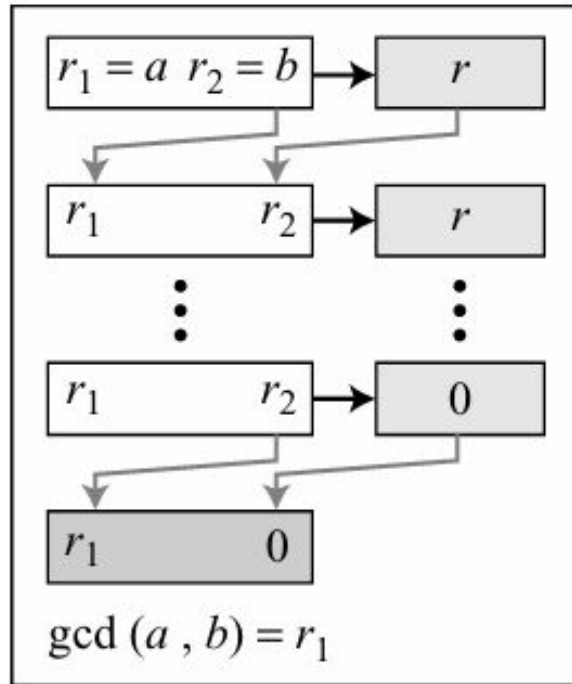 r₁ = a r₂ = b r
r₁ r₂ r
r₁ r₂ 0
r₁ 0
gcd (a , b) = r₁